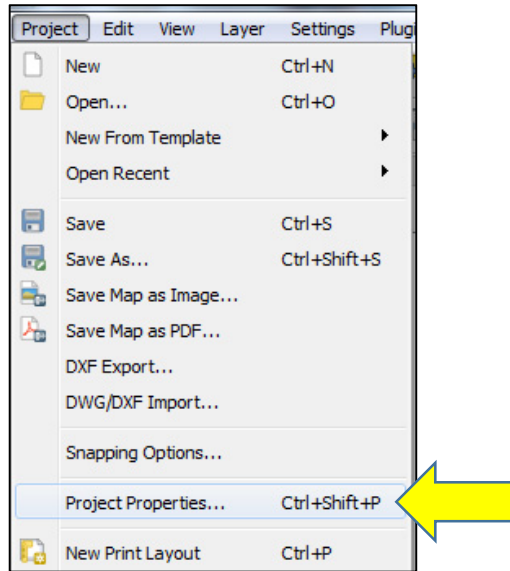 Project Edit View Layer Settings Plugi
New Ctrl+N
Open... Ctrl+O
New From Template
Open Recent
Save Ctrl+S
Save As... Ctrl+Shift+S
Save Map as Image...
Save Map as PDF...
DXF Export...
DWG/DXF Import...
Snapping Options...
Project Properties... Ctrl+Shift+P
New Print Layout Ctrl+P